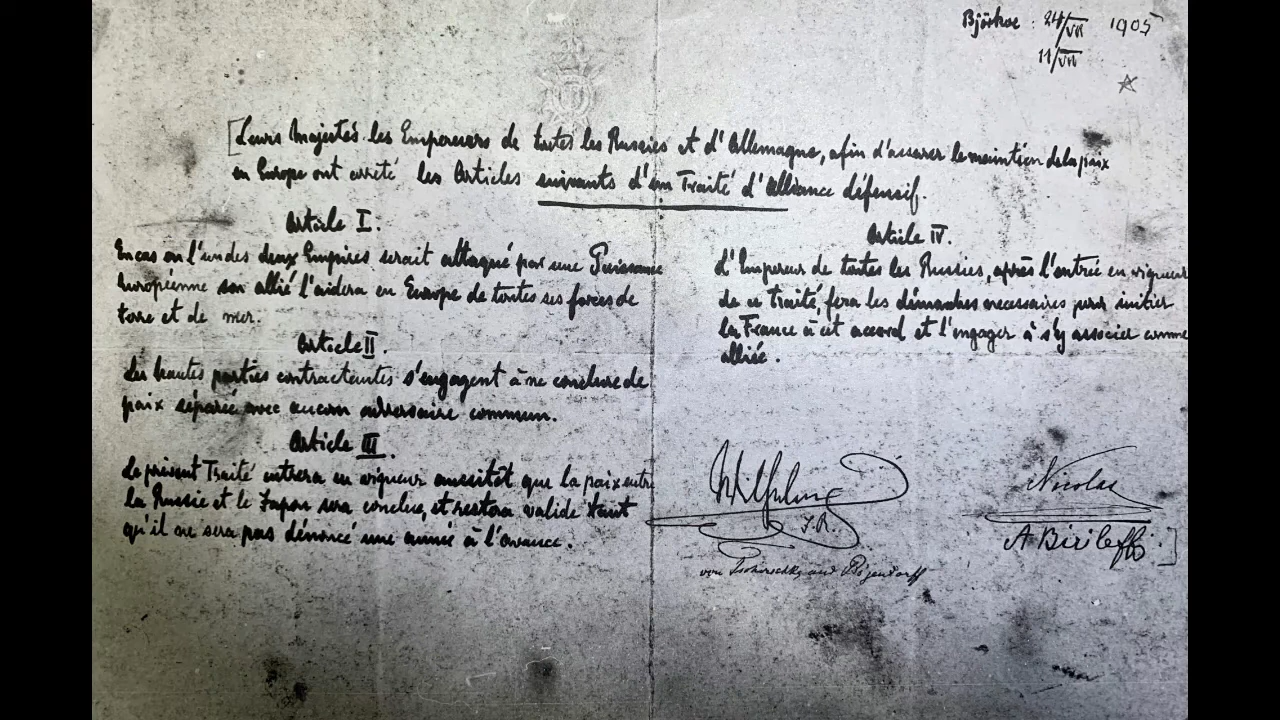 Björkoe : 24/VII 1905
11/VII
Leurs Majestés les Empereurs de toutes les Russies et d'Allemagne, afin d'assurer le maintien de la paix
en Europe ont arrêté les Articles suivants d'un Traité d'Alliance défensif.
Article I.
En cas ou l'un des deux Empires serait attaqué par une Puissance
Européenne son allié l'aidera en Europe de toutes ses forces de
terre et de mer.
Article II.
Les hautes parties contractantes s'engagent à ne conclure de
paix séparée avec aucun adversaire commun.
Article III.
Le présent Traité entrera en vigueur aussitôt que la paix entre
la Russie et le Japon sera conclue, et restera valide tant
qu'il ne sera pas dénoncé une année à l'avance.
Article IV.
L'Empereur de toutes les Russies, après l'entrée en vigueur
de ce Traité, fera les démarches necessaires pour initier
la France à cet accord et l'engager à s'y associer comme
alliée.
Wilhelm
I.R.
von Tschirschky und Bögendorff
Nicolas
A Birileff.